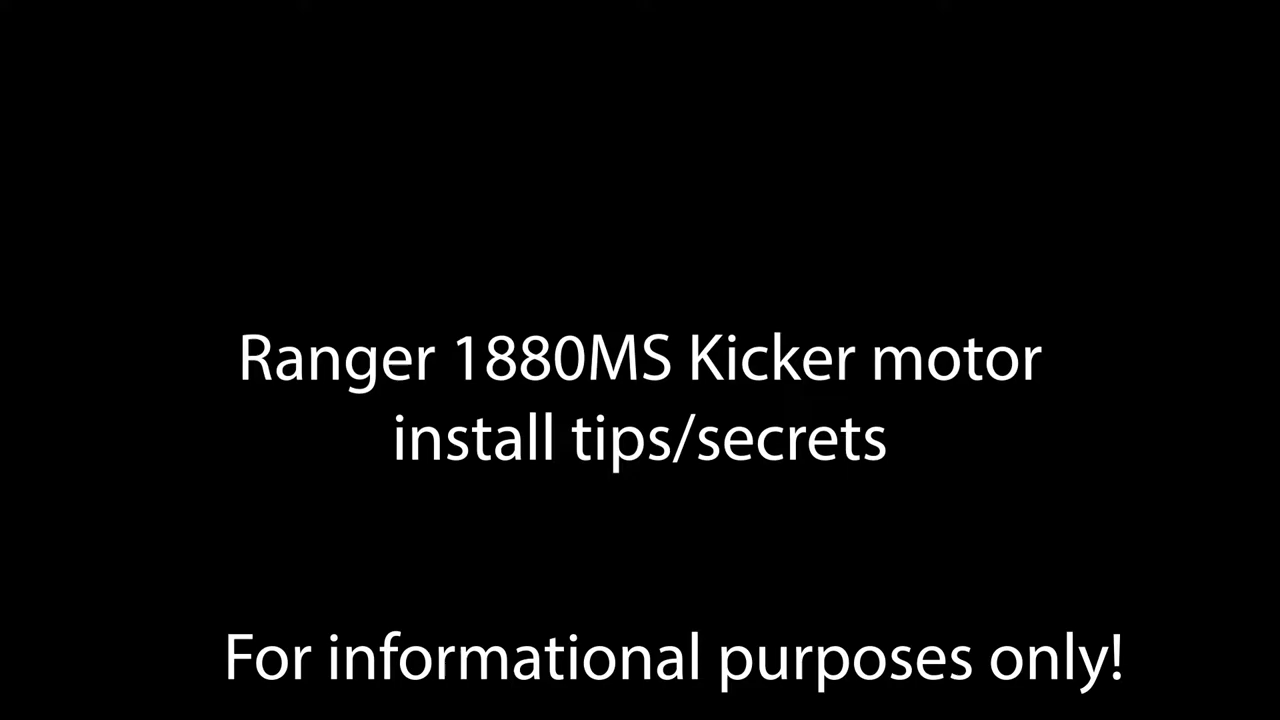 Ranger 1880MS Kicker motor
install tips/secrets
For informational purposes only!